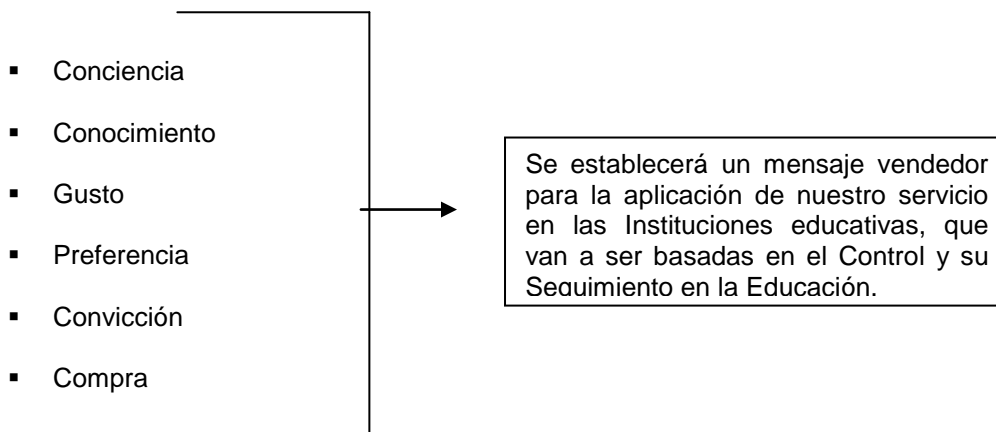 ▪ Conciencia
▪ Conocimiento
▪ Gusto
▪ Preferencia
▪ Convicción
▪ Compra
Se establecerá un mensaje vendedor
para la aplicación de nuestro servicio
en las Instituciones educativas, que
van a ser basadas en el Control y su
Seguimiento en la Educación.